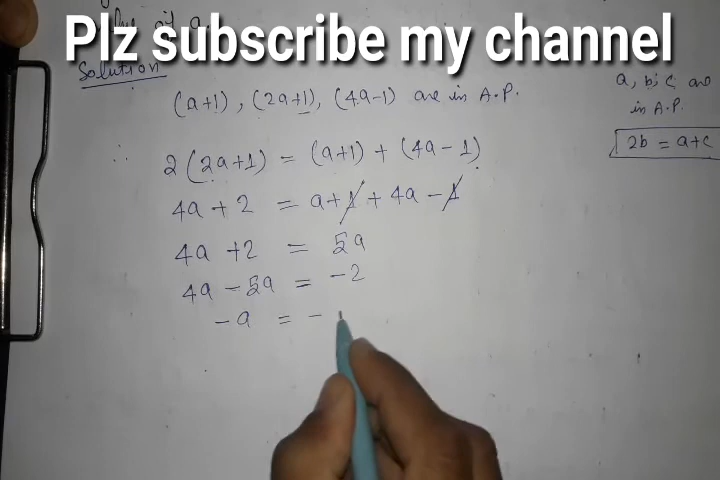 Plz subscribe my channel
Solution
(a+1), (2a+1), (4a-1) are in A.P.
a, b, c are
in A.P.
2b = a+c
∴ 2(2a+1) = (a+1) + (4a-1)
4a + 2 = a+1 + 4a - 1
4a + 2 = 5a
4a - 5a = -2
-a = -